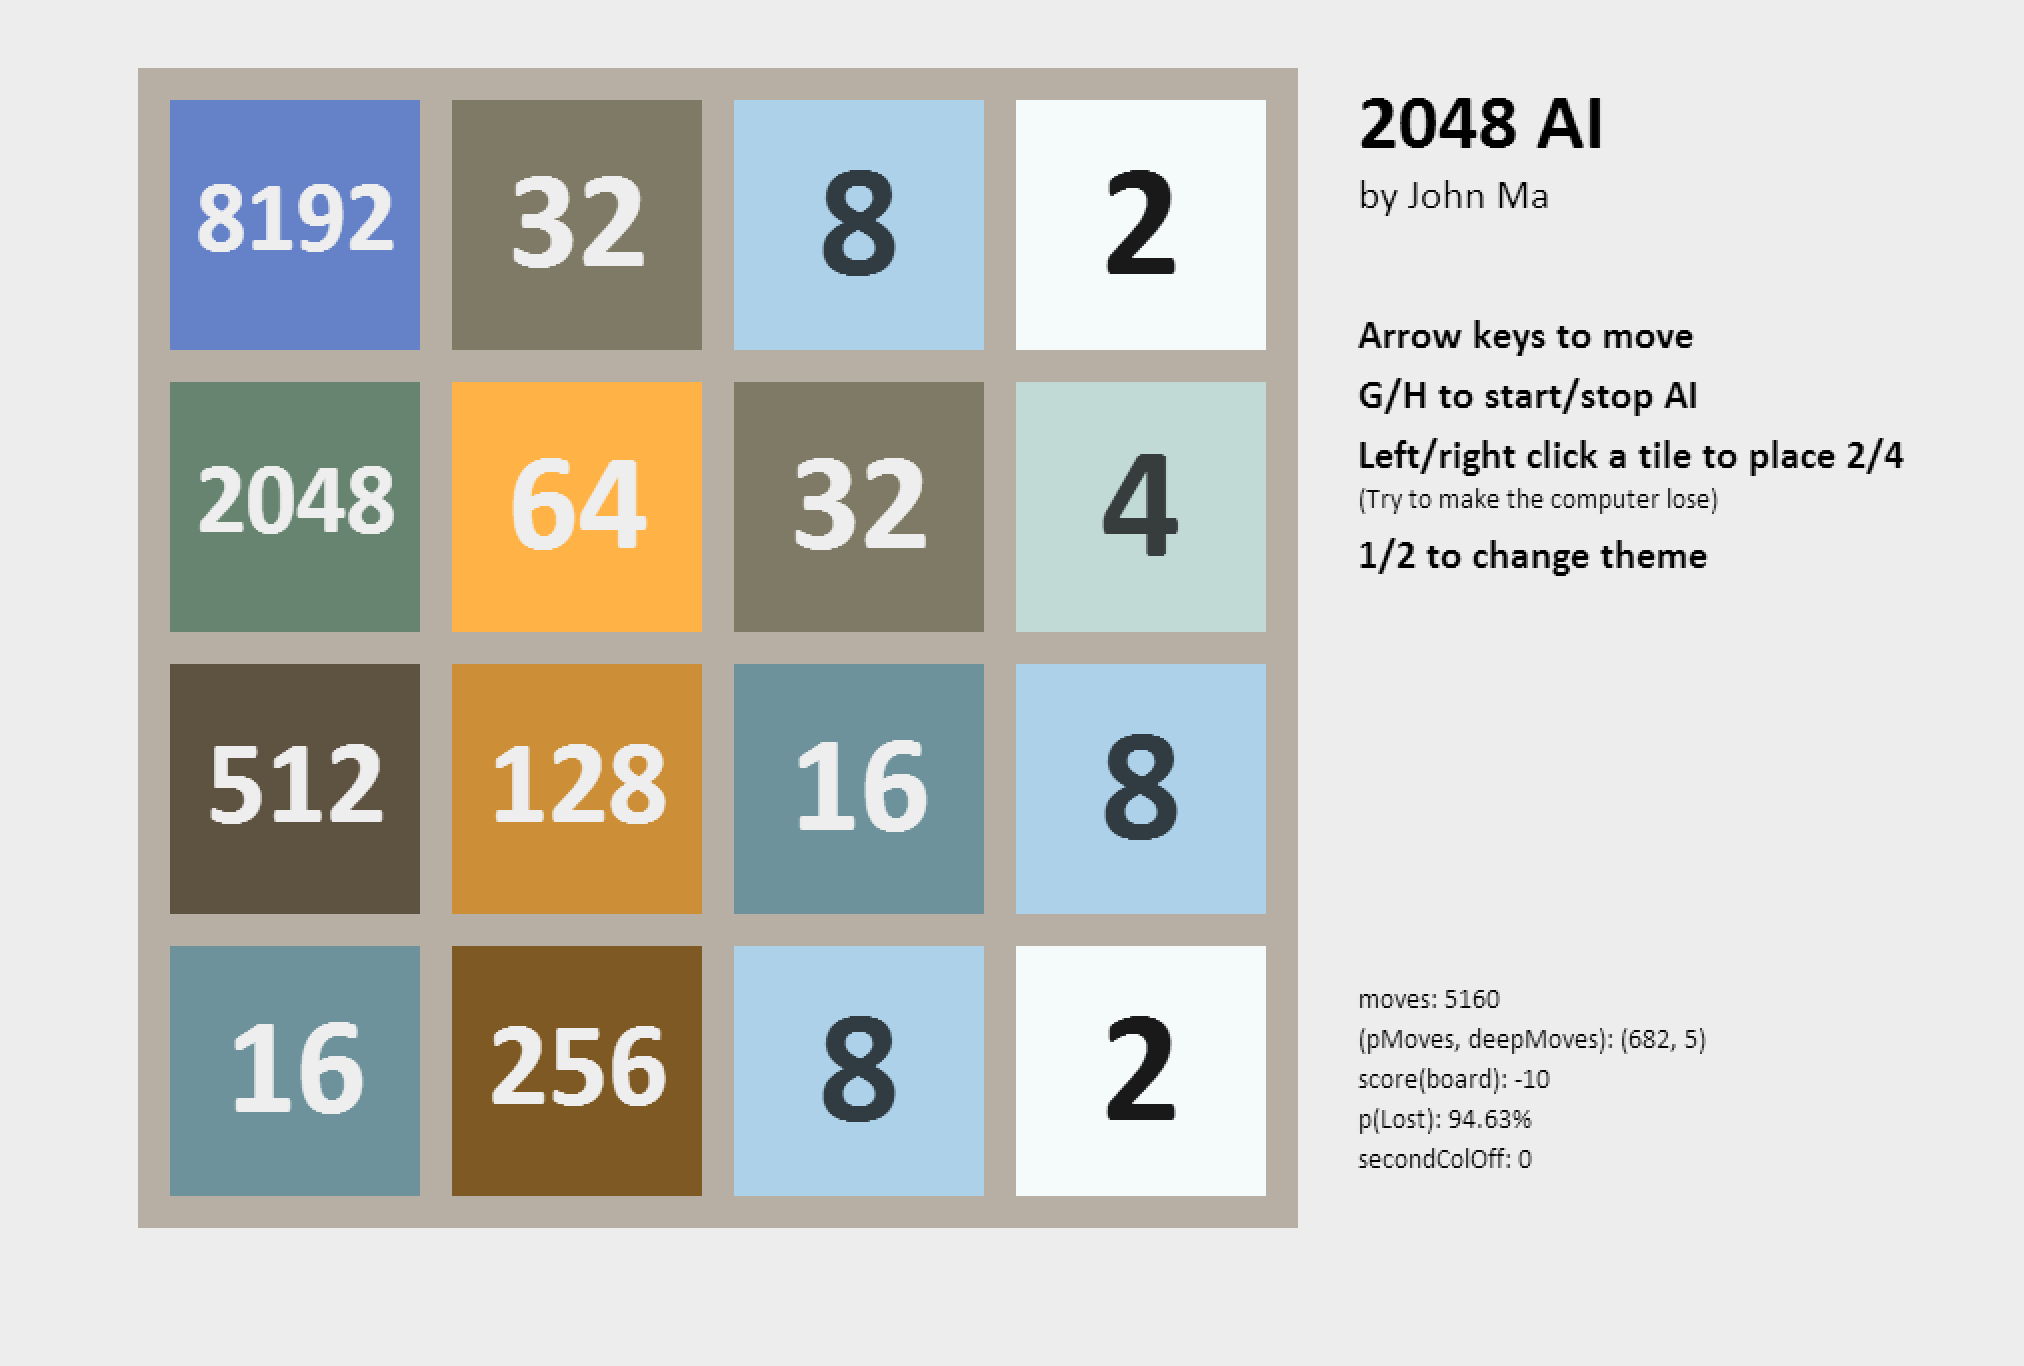 8192 32 8 2
2048 64 32 4
512 128 16 8
16 256 8 2
2048 AI
by John Ma
Arrow keys to move
G/H to start/stop AI
Left/right click a tile to place 2/4
(Try to make the computer lose)
1/2 to change theme
moves: 5160
(pMoves, deepMoves): (682, 5)
score(board): -10
p(Lost): 94.63%
secondColOff: 0